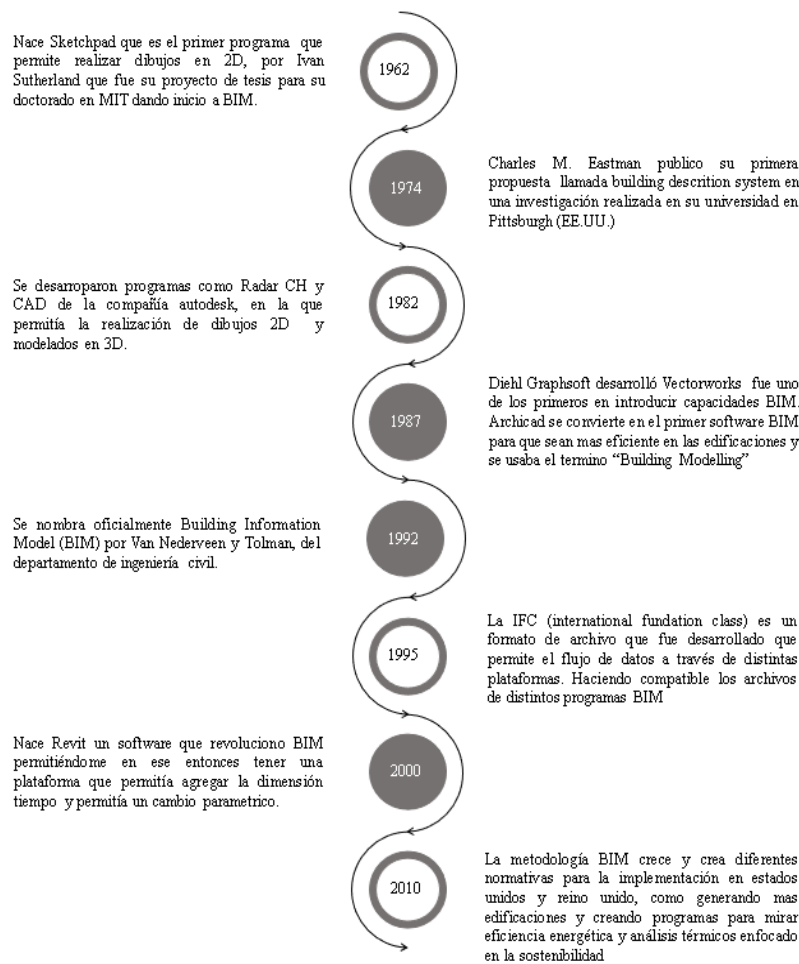 Nace Sketchpad que es el primer programa que
permite realizar dibujos en 2D, por Ivan
Sutherland que fue su proyecto de tesis para su
doctorado en MIT dando inicio a BIM.
1962
1974
Charles M. Eastman publico su primera
propuesta llamada building descrition system en
una investigación realizada en su universidad en
Pittsburgh (EE.UU.)
Se desarroparon programas como Radar CH y
CAD de la compañía autodesk, en la que
permitía la realización de dibujos 2D y
modelados en 3D.
1982
1987
Diehl Graphsoft desarrolló Vectorworks fue uno
de los primeros en introducir capacidades BIM.
Archicad se convierte en el primer software BIM
para que sean mas eficiente en las edificaciones y
se usaba el termino “Building Modelling”
Se nombra oficialmente Building Information
Model (BIM) por Van Nederveen y Tolman, del
departamento de ingeniería civil.
1992
1995
La IFC (international fundation class) es un
formato de archivo que fue desarrollado que
permite el flujo de datos a través de distintas
plataformas. Haciendo compatible los archivos
de distintos programas BIM
Nace Revit un software que revoluciono BIM
permitiéndome en ese entonces tener una
plataforma que permitía agregar la dimensión
tiempo y permitía un cambio parametrico.
2000
2010
La metodología BIM crece y crea diferentes
normativas para la implementación en estados
unidos y reino unido, como generando mas
edificaciones y creando programas para mirar
eficiencia energética y análisis térmicos enfocado
en la sostenibilidad